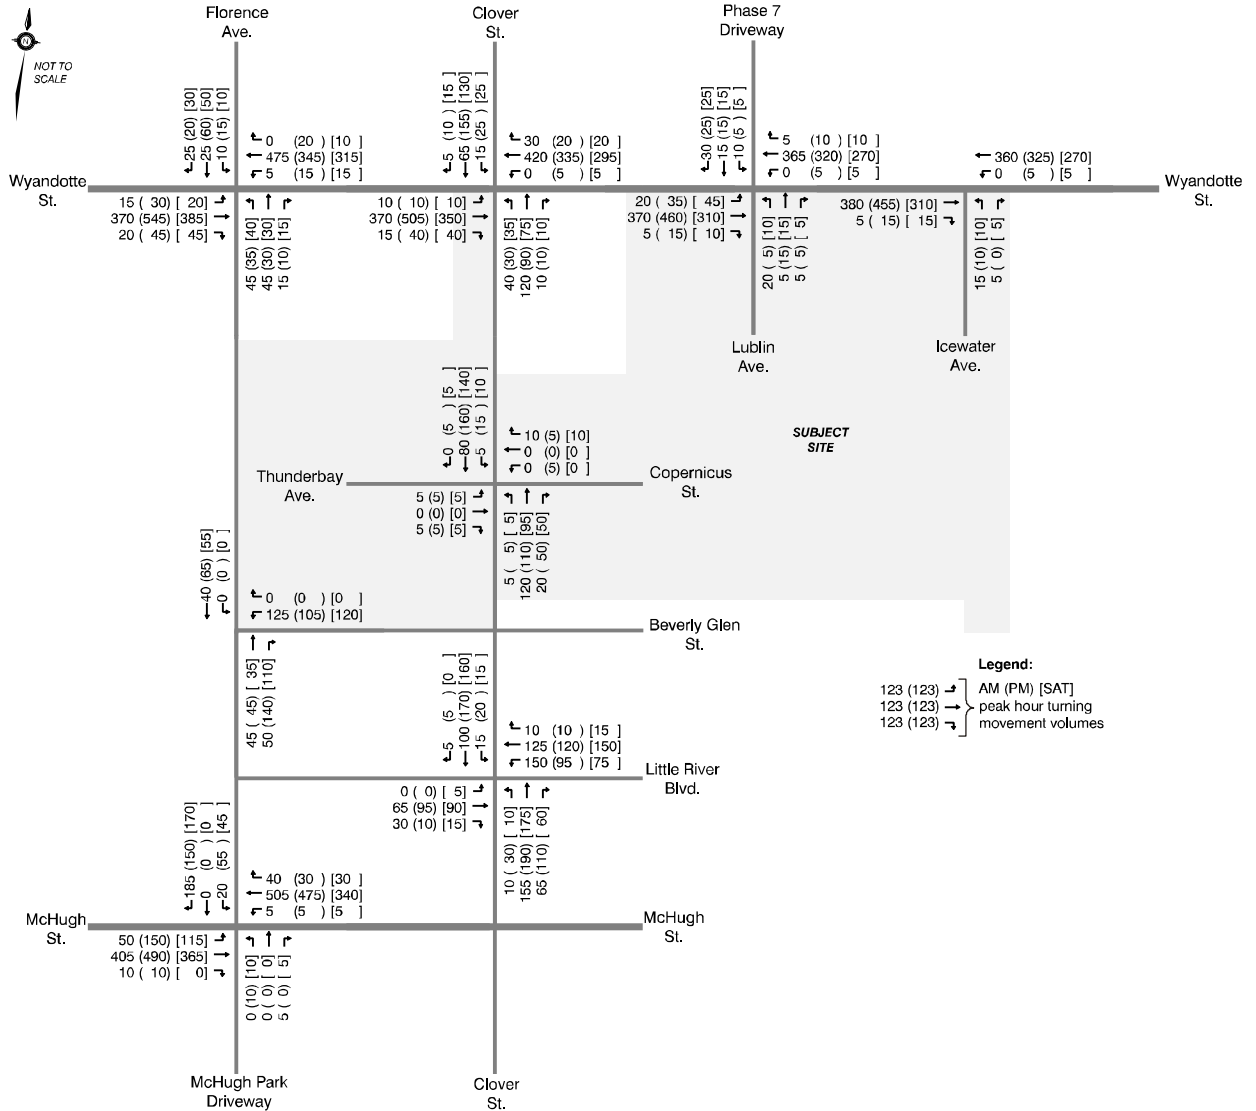 Florence
Ave.
Clover
St.
Phase 7
Driveway
N
NOT TO
SCALE
25 (20) [30]
25 (60) [50]
10 (15) [10]
0 (20 ) [10 ]
475 (345) [315]
5 (15 ) [15 ]
5 (10 ) [15 ]
65 (155) [130]
15 (25 ) [25 ]
30 (20 ) [20 ]
420 (335) [295]
0 (5 ) [5 ]
30 (25) [25]
15 (15) [15]
10 (5 ) [5 ]
5 (10 ) [10 ]
365 (320) [270]
0 (5 ) [5 ]
360 (325) [270]
0 (5 ) [5 ]
Wyandotte
St.
Wyandotte
St.
15 ( 30) [ 20]
370 (545) [385]
20 ( 45) [ 45]
45 (35) [40]
45 (30) [30]
15 (10) [15]
10 ( 10) [ 10]
370 (505) [350]
15 ( 40) [ 40]
40 (30) [35]
120 (90) [75]
10 (10) [10]
20 ( 35) [ 45]
370 (460) [310]
5 ( 15) [ 10]
20 ( 5) [10]
5 (15) [15]
5 ( 5) [ 5]
380 (455) [310]
5 ( 15) [ 15]
15 (10) [10]
5 ( 0) [ 5]
Lublin
Ave.
Icewater
Ave.
0 (5 ) [5 ]
80 (160) [140]
5 (15 ) [10 ]
10 (5) [10]
0 (0) [0 ]
0 (5) [0 ]
SUBJECT
SITE
Thunderbay
Ave.
Copernicus
St.
5 (5) [5]
0 (0) [0]
5 (5) [5]
5 ( 5) [ 5]
120 (110) [95]
20 ( 50) [50]
40 (65) [55]
0 (0 ) [0 ]
0 (0 ) [0 ]
125 (105) [120]
Beverly Glen
St.
45 ( 45) [ 35]
50 (140) [110]
5 (5 ) [0 ]
100 (170) [160]
15 (20 ) [15 ]
10 (10 ) [15 ]
125 (120) [150]
150 (95 ) [75 ]
Legend:
123 (123)
123 (123)
123 (123)
AM (PM) [SAT]
peak hour turning
movement volumes
Little River
Blvd.
0 ( 0) [ 5]
65 (95) [90]
30 (10) [15]
10 ( 30) [ 10]
155 (190) [175]
65 (110) [ 60]
185 (150) [170]
0 (0 ) [0 ]
20 (55 ) [45 ]
40 (30 ) [30 ]
505 (475) [340]
5 (5 ) [5 ]
McHugh
St.
McHugh
St.
50 (150) [115]
405 (490) [365]
10 ( 10) [ 0]
0 (10) [10]
0 ( 0) [ 0]
5 ( 0) [ 5]
McHugh Park
Driveway
Clover
St.